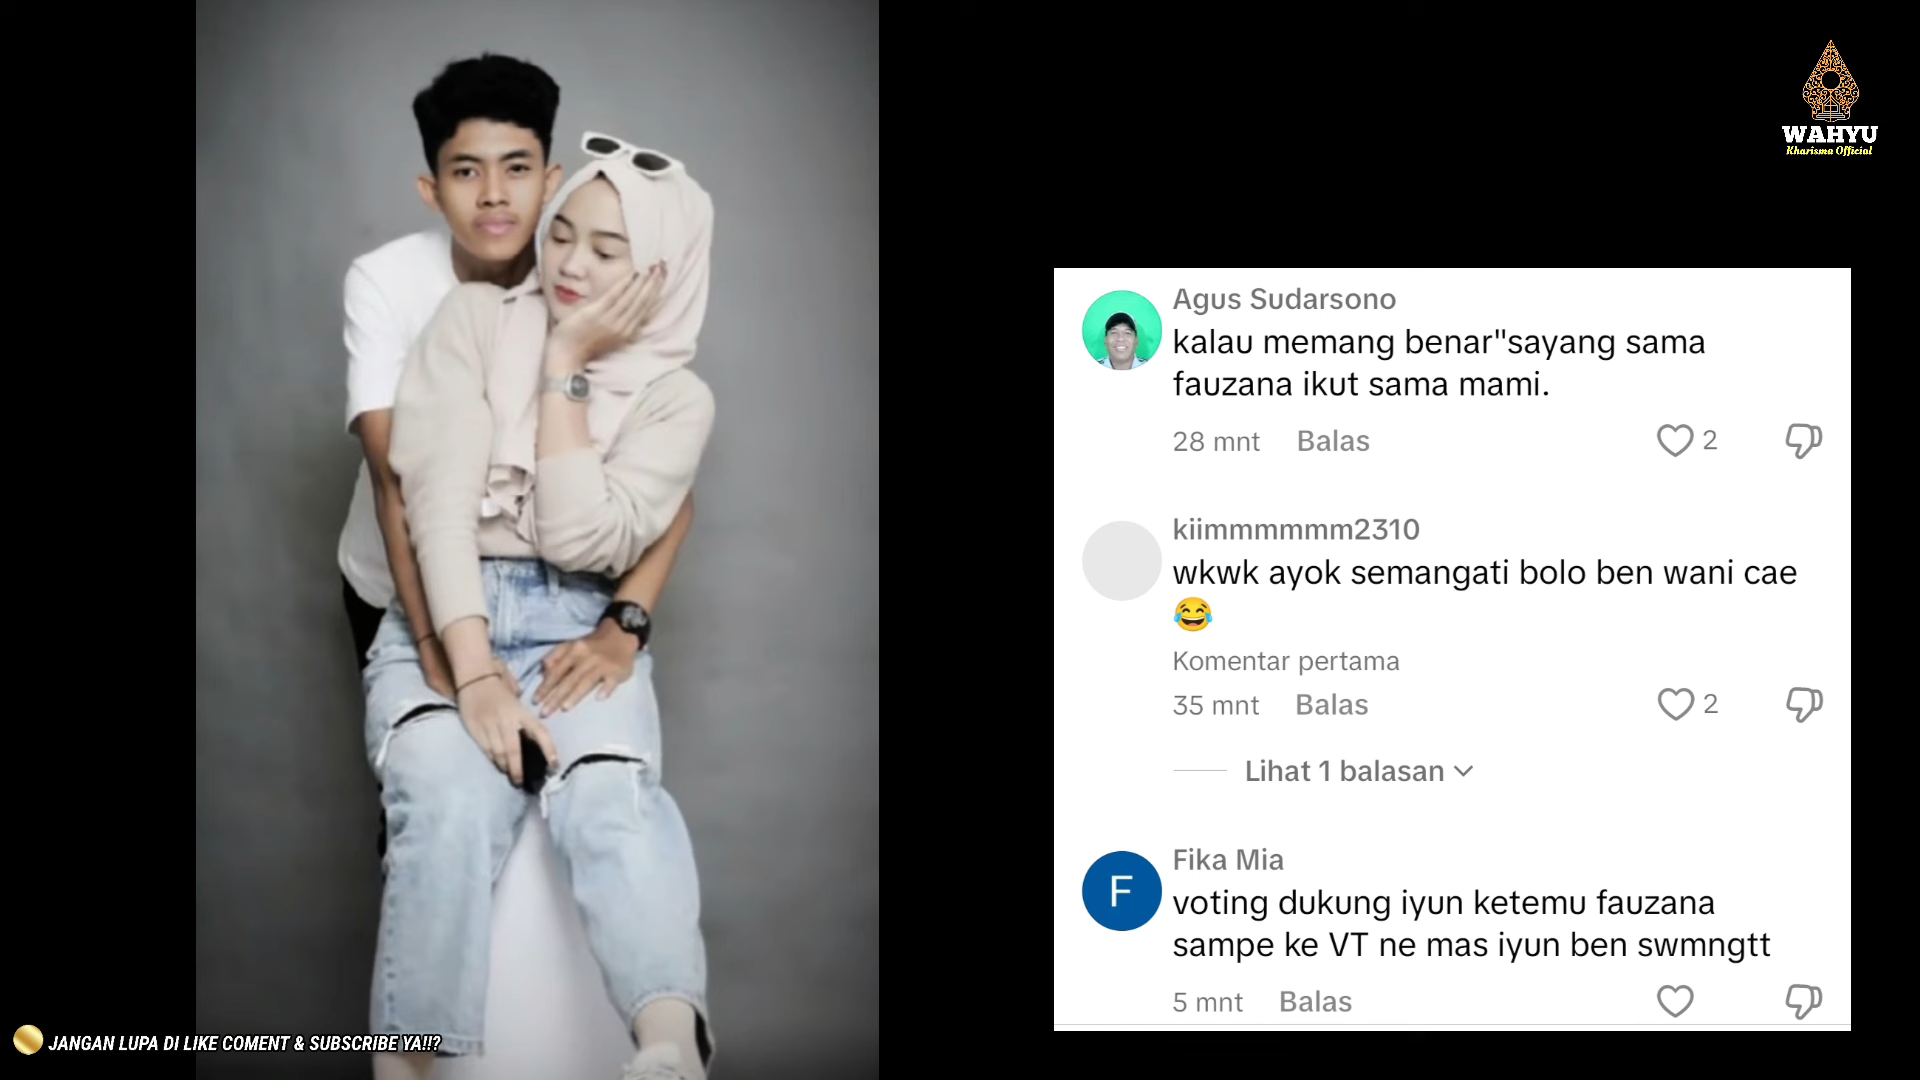 WAHYU
Kharisma Official
Agus Sudarsono
kalau memang benar"sayang sama
fauzana ikut sama mami.
28 mnt Balas 2
kiimmmmmm2310
wkwk ayok semangati bolo ben wani cae
😂
Komentar pertama
35 mnt Balas 2
Lihat 1 balasan
F
Fika Mia
voting dukung iyun ketemu fauzana
sampe ke VT ne mas iyun ben swmngtt
5 mnt Balas
JANGAN LUPA DI LIKE COMENT & SUBSCRIBE YA!!?